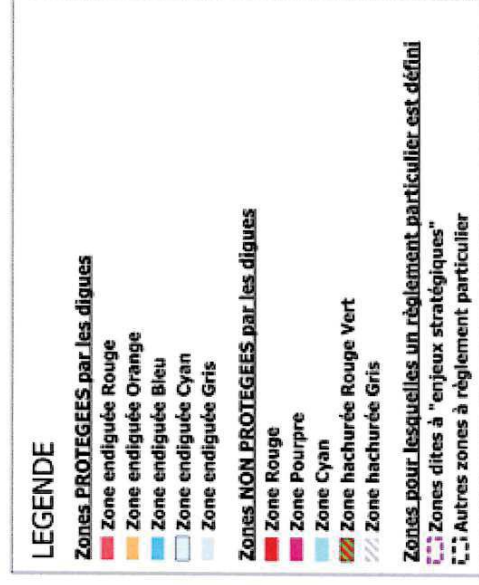 LEGENDE
Zones PROTEGEES par les digues
Zone endiguée Rouge
Zone endiguée Orange
Zone endiguée Bleu
Zone endiguée Cyan
Zone endiguée Gris
Zones NON PROTEGEES par les digues
Zone Rouge
Zone Pourpre
Zone Cyan
Zone hachurée Rouge Vert
Zone hachurée Gris
Zones pour lesquelles un règlement particulier est défini
Zones dites à "enjeux stratégiques"
Autres zones à règlement particulier